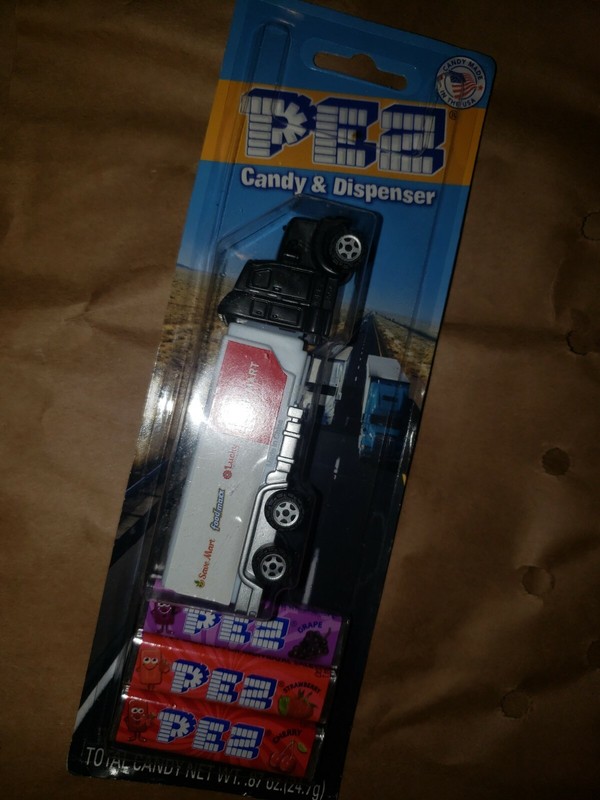 CANDY MADE
IN THE USA
PEZ®
Candy & Dispenser
MART
Lucky
foodmaxx
Save Mart
PEZ
GRAPE
PEZ
STRAWBERRY
PEZ
CHERRY
TOTAL CANDY NET WT. .87 OZ.(24.7g)